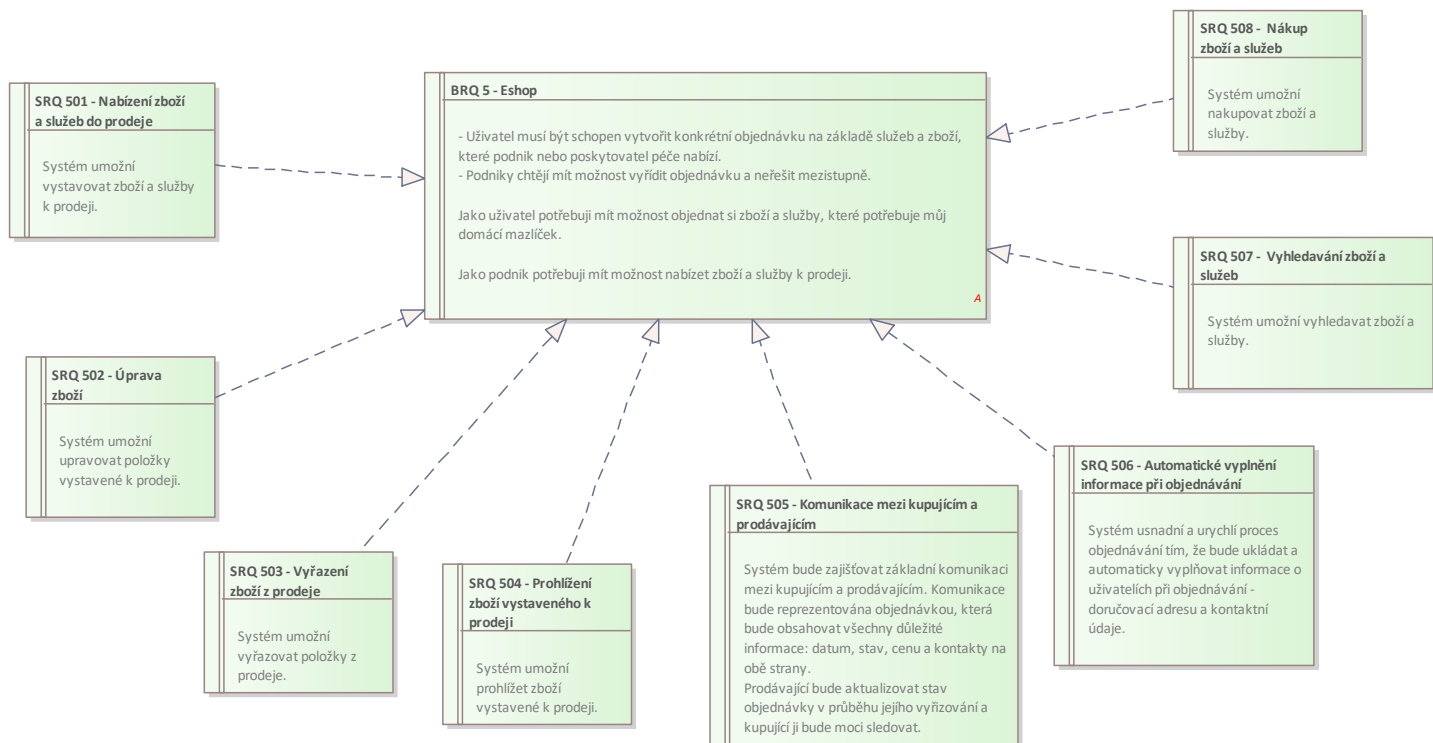 SRQ 508 - Nákup
zboží a služeb
Systém umožní
nakupovat zboží a
služby.
BRQ 5 - Eshop
- Uživatel musí být schopen vytvořit konkrétní objednávku na základě služeb a zboží,
které podnik nebo poskytovatel péče nabízí.
- Podniky chtějí mít možnost vyřídit objednávku a neřešit mezistupně.
Jako uživatel potřebuji mít možnost objednat si zboží a služby, které potřebuje můj
domácí mazlíček.
Jako podnik potřebuji mít možnost nabízet zboží a služby k prodeji.
A
SRQ 501 - Nabízení zboží
a služeb do prodeje
Systém umožní
vystavovat zboží a služby
k prodeji.
SRQ 507 - Vyhledávání zboží a
služeb
Systém umožní vyhledavat zboží a
služby.
SRQ 502 - Úprava
zboží
Systém umožní
upravovat položky
vystavené k prodeji.
SRQ 506 - Automatické vyplnění
informace při objednávání
Systém usnadní a urychlí proces
objednávání tím, že bude ukládat a
automaticky vyplňovat informace o
uživatelích při objednávání -
doručovací adresu a kontaktní
údaje.
SRQ 503 - Vyřazení
zboží z prodeje
Systém umožní
vyřazovat položky z
prodeje.
SRQ 504 - Prohlížení
zboží vystaveného k
prodeji
Systém umožní
prohlížet zboží
vystavené k prodeji.
SRQ 505 - Komunikace mezi kupujícím a
prodávajícím
Systém bude zajišťovat základní komunikaci
mezi kupujícím a prodávajícím. Komunikace
bude reprezentována objednávkou, která
bude obsahovat všechny důležité
informace: datum, stav, cenu a kontakty na
obě strany.
Prodávající bude aktualizovat stav
objednávky v průběhu jejího vyřizování a
kupující ji bude moci sledovat.